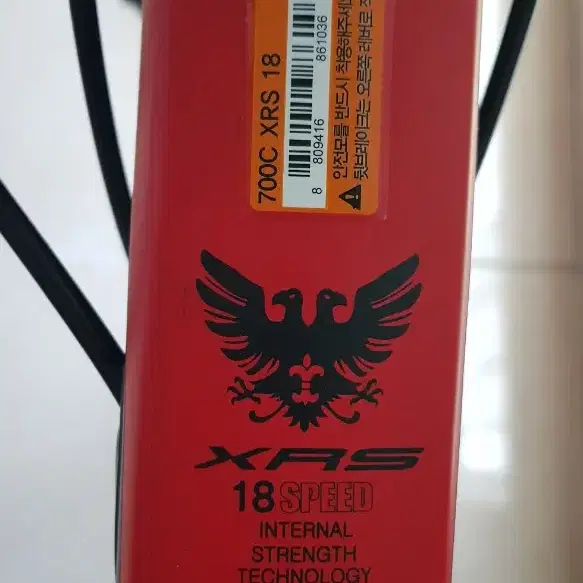 700C XRS 18
8 809416 861036
안전모를 반드시 착용해주세요
뒷브레이크는 오른쪽 레버로
XRS
18 SPEED
INTERNAL
STRENGTH
TECHNOLOGY